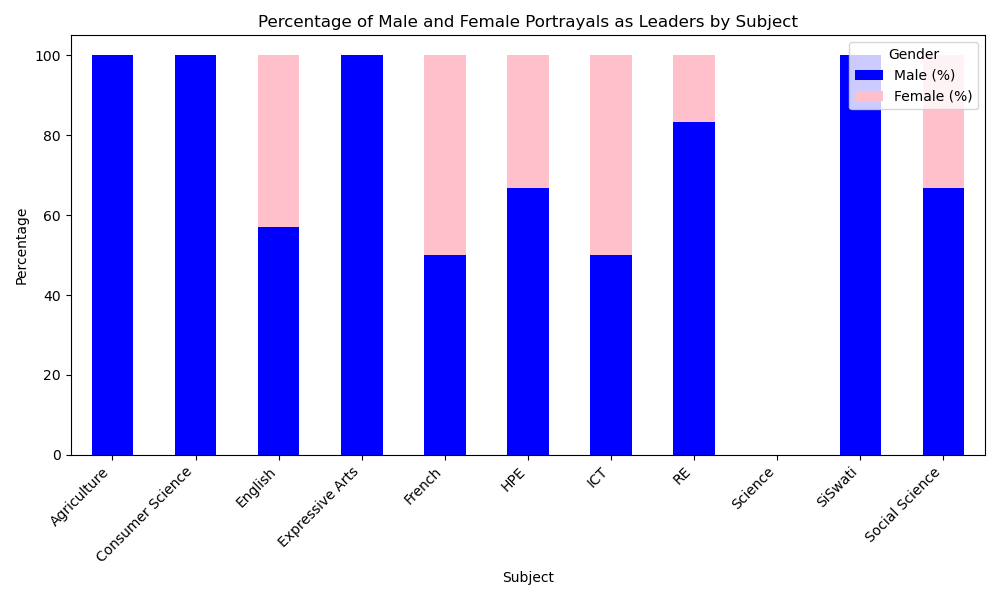 Percentage of Male and Female Portrayals as Leaders by Subject
Gender
Male (%)
Female (%)
Percentage
100
80
60
40
20
0
Agriculture
Consumer Science
English
Expressive Arts
French
HPE
ICT
RE
Science
SiSwati
Social Science
Subject